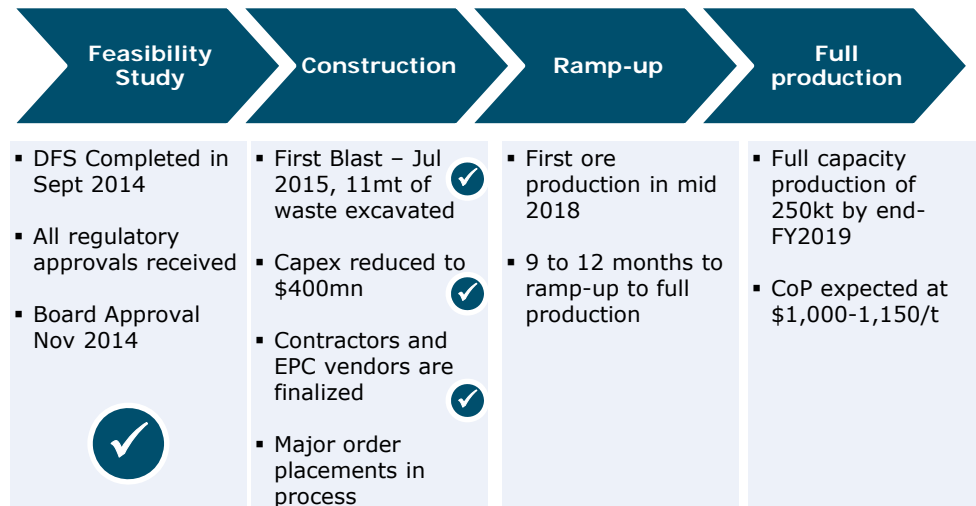 Feasibility
Study
Construction
Ramp-up
Full
production
▪ DFS Completed in
Sept 2014
▪ All regulatory
approvals received
▪ Board Approval
Nov 2014
▪ First Blast – Jul
2015, 11mt of
waste excavated
▪ Capex reduced to
$400mn
▪ Contractors and
EPC vendors are
finalized
▪ Major order
placements in
process
▪ First ore
production in mid
2018
▪ 9 to 12 months to
ramp-up to full
production
▪ Full capacity
production of
250kt by end-
FY2019
▪ CoP expected at
$1,000-1,150/t